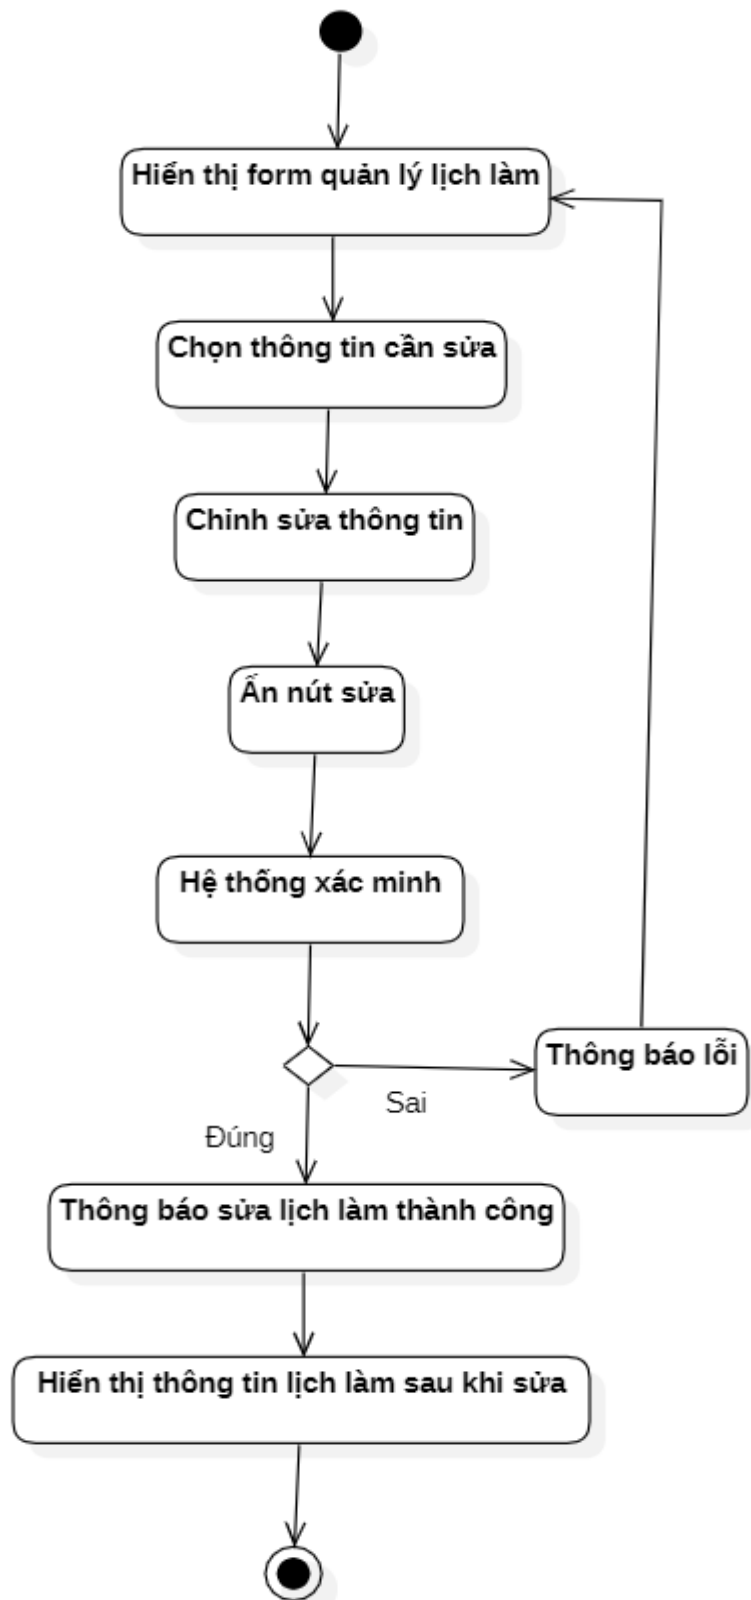 Hiển thị form quản lý lịch làm
Chọn thông tin cần sửa
Chỉnh sửa thông tin
Ấn nút sửa
Hệ thống xác minh
Thông báo lỗi
Sai
Đúng
Thông báo sửa lịch làm thành công
Hiển thị thông tin lịch làm sau khi sửa